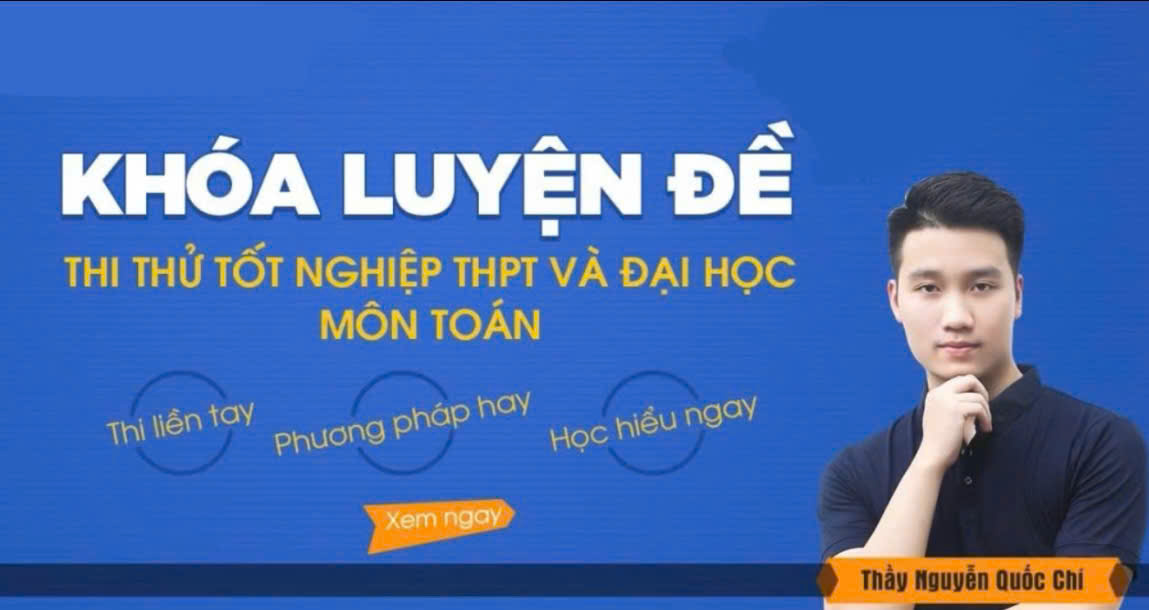 KHÓA LUYỆN ĐỀ
THI THỬ TỐT NGHIỆP THPT VÀ ĐẠI HỌC
MÔN TOÁN
Thi liền tay
Phương pháp hay
Học hiểu ngay
Xem ngay
Thầy Nguyễn Quốc Chí